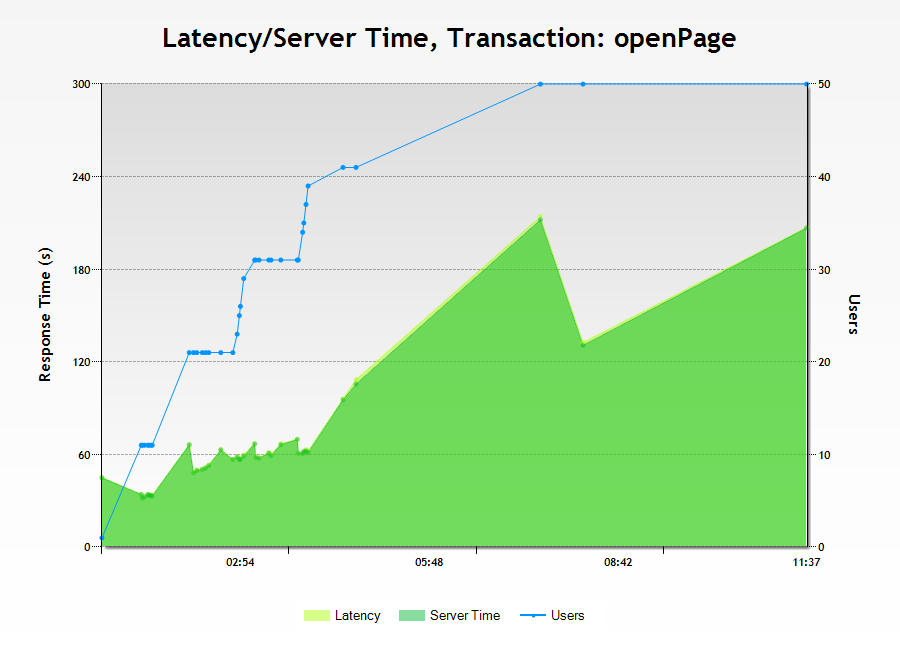 Latency/Server Time, Transaction: openPage
300 50
240 40
180 30
120 20
60 10
0 0
Response Time (s)
Users
02:54 05:48 08:42 11:37
Latency Server Time Users